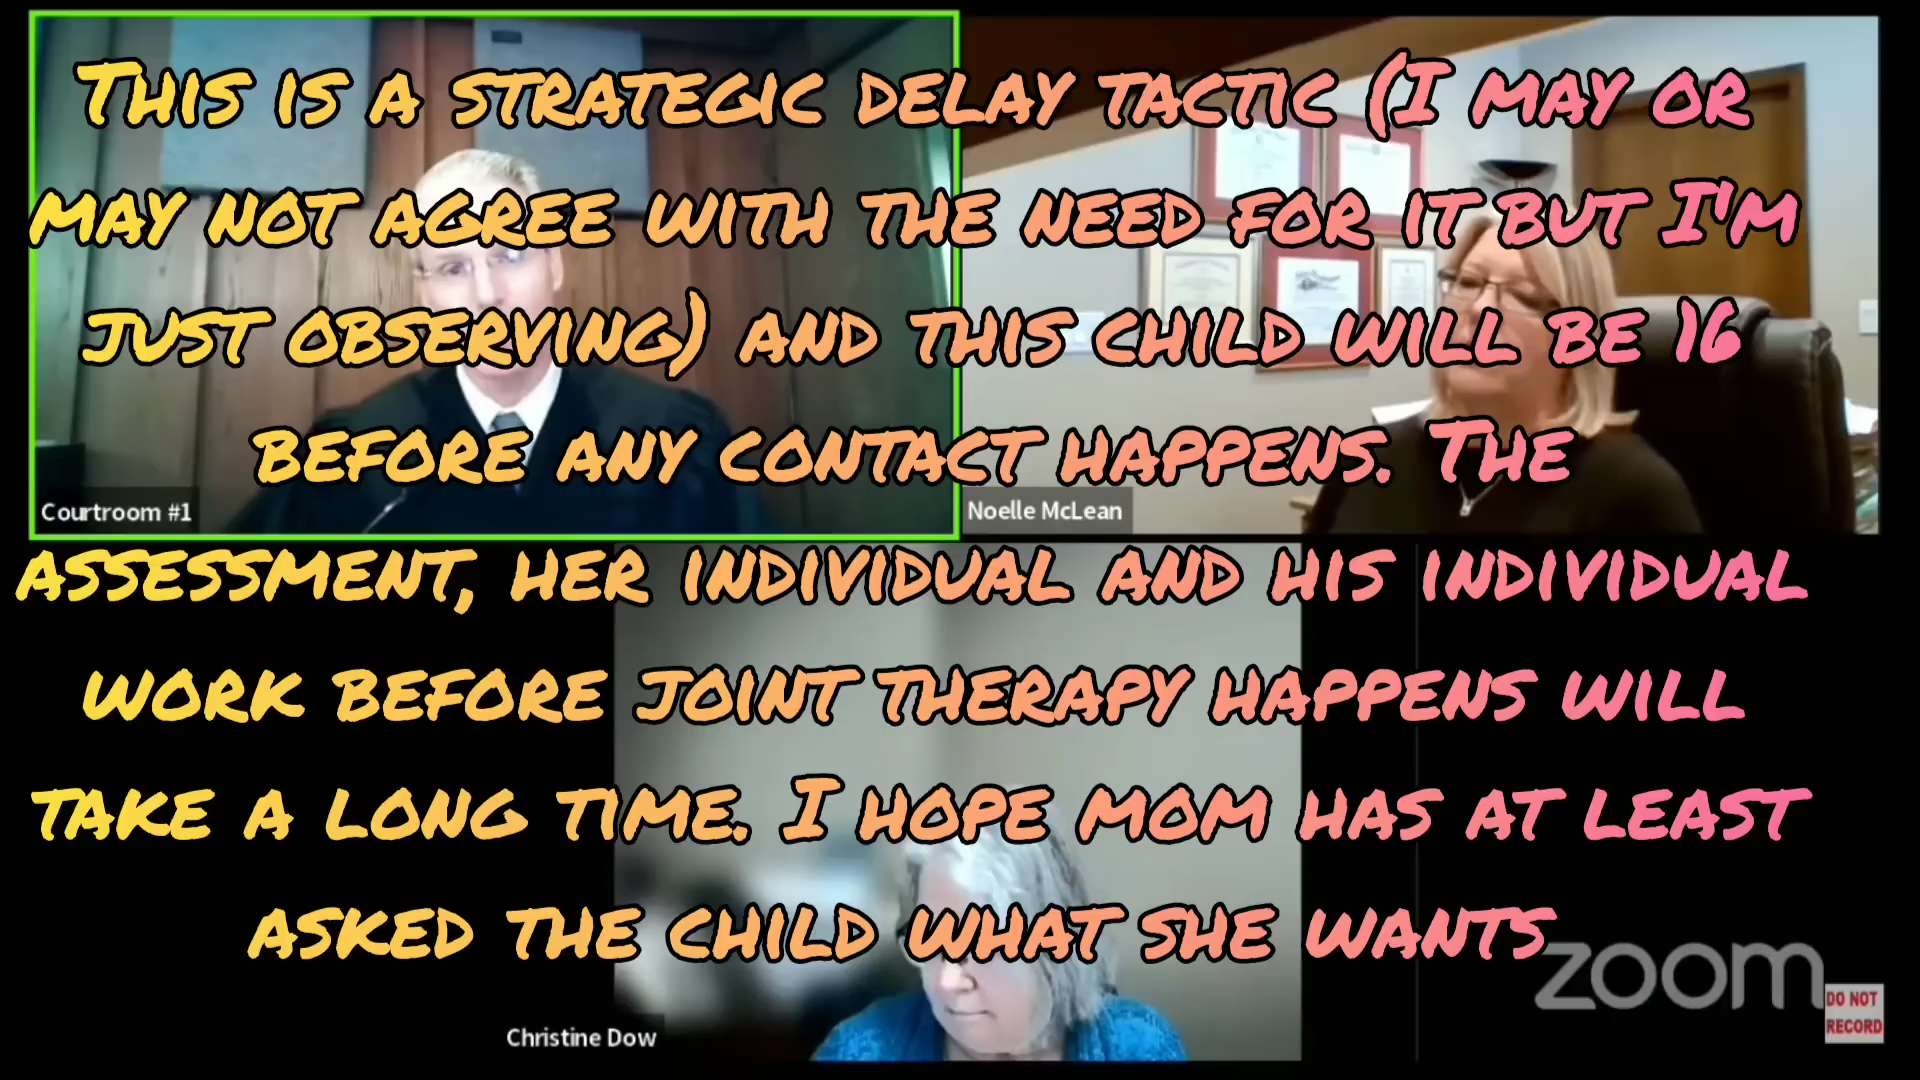 This is a strategic delay tactic (I may or
may not agree with the need for it but I'm
just observing) and this child will be 16
before any contact happens. The
Courtroom #1
Noelle McLean
assessment, her individual and his individual
work before joint therapy happens will
take a long time. I hope mom has at least
asked the child what she wants
zoom
DO NOT
RECORD
Christine Dow